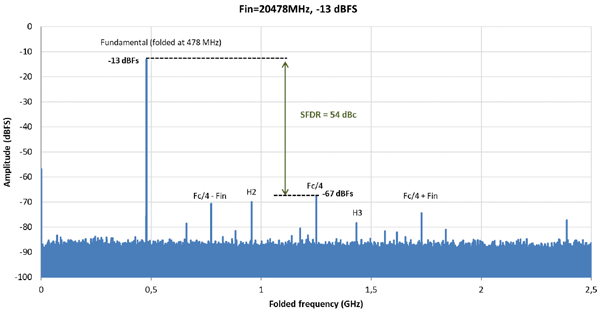 Fin=20478MHz, -13 dBFS
0
-10
-20
-30
-40
-50
-60
-70
-80
-90
-100
Amplitude (dBFS)
Fundamental (folded at 478 MHz)
-13 dBFs
SFDR = 54 dBc
Fc/4
-67 dBFs
Fc/4 - Fin
H2
H3
Fc/4 + Fin
0
0,5
1
1,5
2
2,5
Folded frequency (GHz)